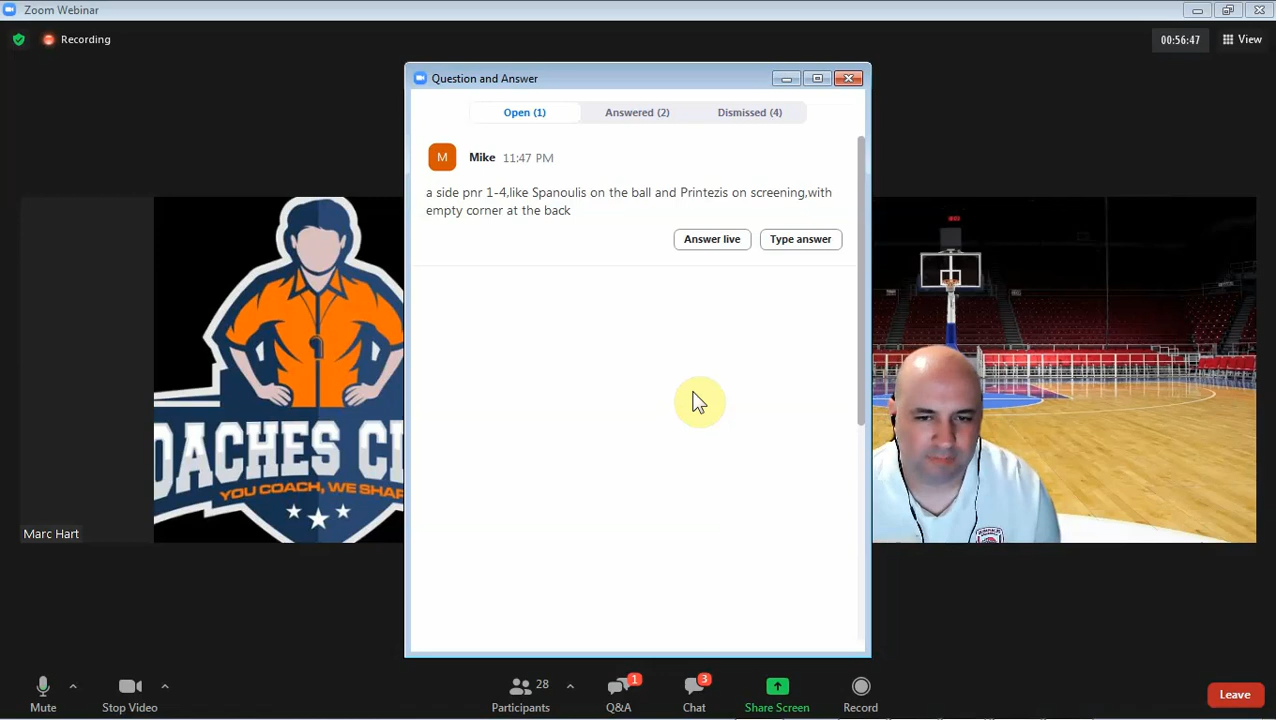 Zoom Webinar
Recording
00:56:47
View
Question and Answer
Open (1)
Answered (2)
Dismissed (4)
M
Mike 11:47 PM
a side pnr 1-4,like Spanoulis on the ball and Printezis on screening,with
empty corner at the back
Answer live
Type answer
OACHES CL
YOU COACH, WE SHAR
Marc Hart
Mute
Stop Video
28
Participants
1
Q&A
3
Chat
Share Screen
Record
Leave